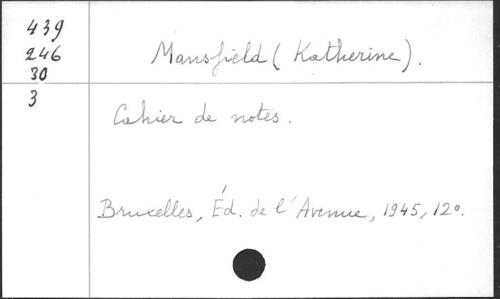 439
246
30
3
Mansfield (Katherine).
Cahier de notes.
Bruxelles, Éd. de l'Avenue, 1945, 12°.